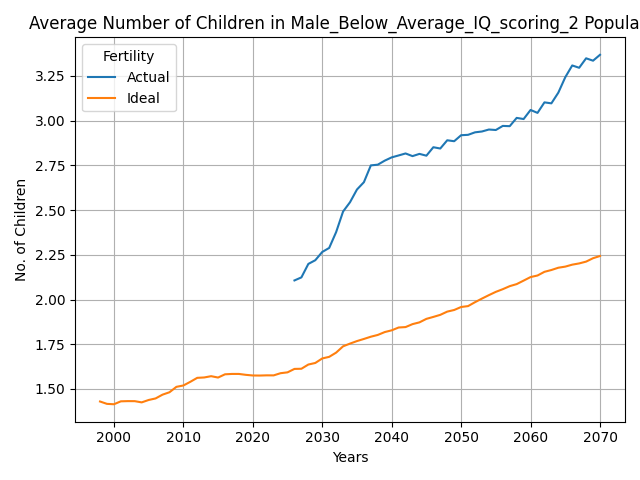 Average Number of Children in Male_Below_Average_IQ_scoring_2 Popula
Fertility
Actual
Ideal
No. of Children
3.25
3.00
2.75
2.50
2.25
2.00
1.75
1.50
2000 2010 2020 2030 2040 2050 2060 2070
Years